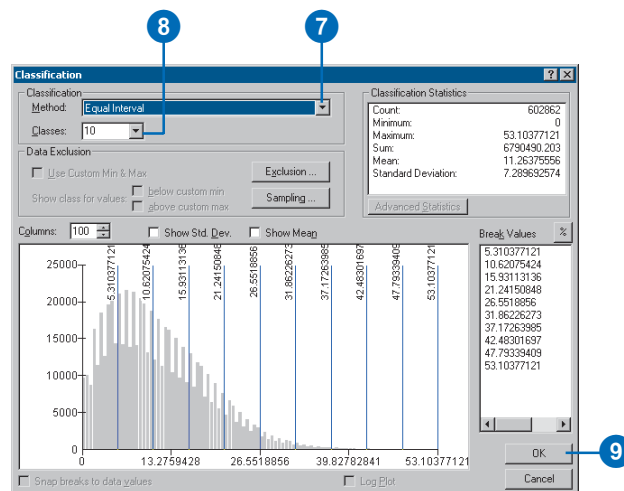 8
7
Classification
Classification
Method:
Equal Interval
Classes:
10
Classification Statistics
Count: 602862
Minimum: 0
Maximum: 53.10377121
Sum: 6790490.203
Mean: 11.26375556
Standard Deviation: 7.289692574
Advanced Statistics
Data Exclusion
Use Custom Min & Max
Exclusion ...
Show class for values:
below custom min
above custom max
Sampling ...
Columns:
100
Show Std. Dev.
Show Mean
Break Values
%
5.310377121
10.62075424
15.93113136
21.24150848
26.5518856
31.86226273
37.17263985
42.48301697
47.79339409
53.10377121
25000
20000
15000
10000
5000
0
5.310377121
10.62075424
15.93113136
21.24150848
26.5518856
31.86226273
37.17263985
42.48301697
47.79339409
53.10377121
0
13.2759428
26.5518856
39.82782841
53.10377121
OK
9
Cancel
Snap breaks to data values
Log Plot